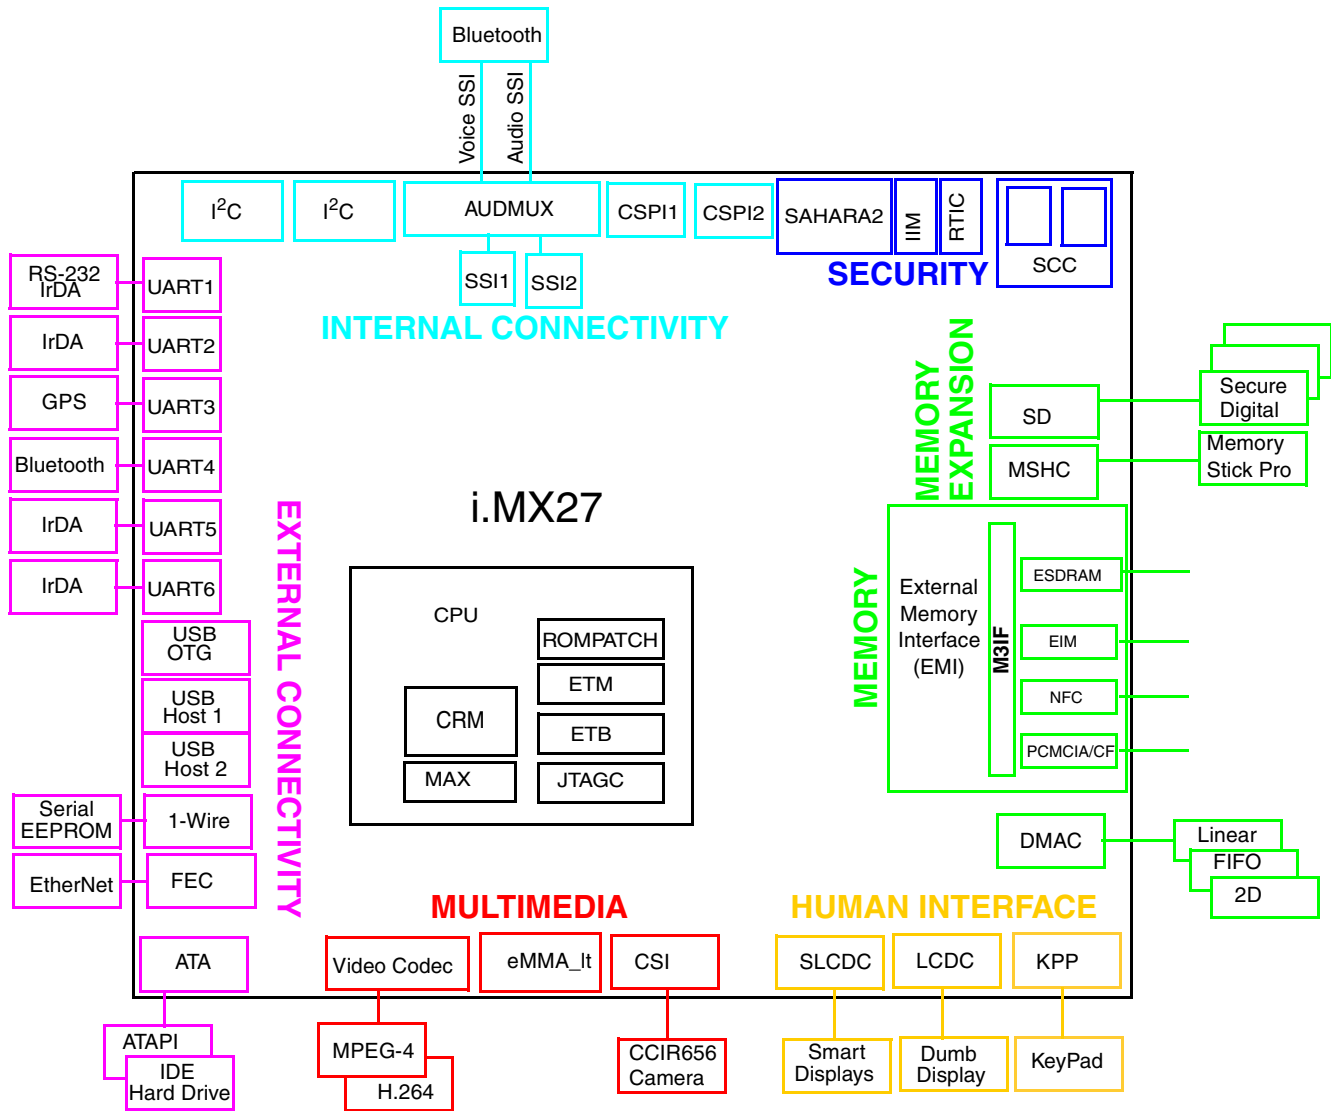 Bluetooth
Voice SSI
Audio SSI
I²C
I²C
AUDMUX
CSPI1
CSPI2
SAHARA2
IIM
RTIC
SCC
SECURITY
SSI1
SSI2
INTERNAL CONNECTIVITY
RS-232
IrDA
UART1
IrDA
UART2
GPS
UART3
Bluetooth
UART4
IrDA
UART5
IrDA
UART6
USB
OTG
USB
Host 1
USB
Host 2
Serial
EEPROM
1-Wire
EtherNet
FEC
EXTERNAL CONNECTIVITY
ATA
ATAPI
IDE
Hard Drive
i.MX27
CPU
ROMPATCH
ETM
CRM
ETB
MAX
JTAGC
MEMORY
EXPANSION
SD
Secure
Digital
MSHC
Memory
Stick Pro
MEMORY
External
Memory
Interface
(EMI)
M3IF
ESDRAM
EIM
NFC
PCMCIA/CF
DMAC
Linear
FIFO
2D
MULTIMEDIA
Video Codec
eMMA_lt
CSI
MPEG-4
H.264
CCIR656
Camera
HUMAN INTERFACE
SLCDC
LCDC
KPP
Smart
Displays
Dumb
Display
KeyPad